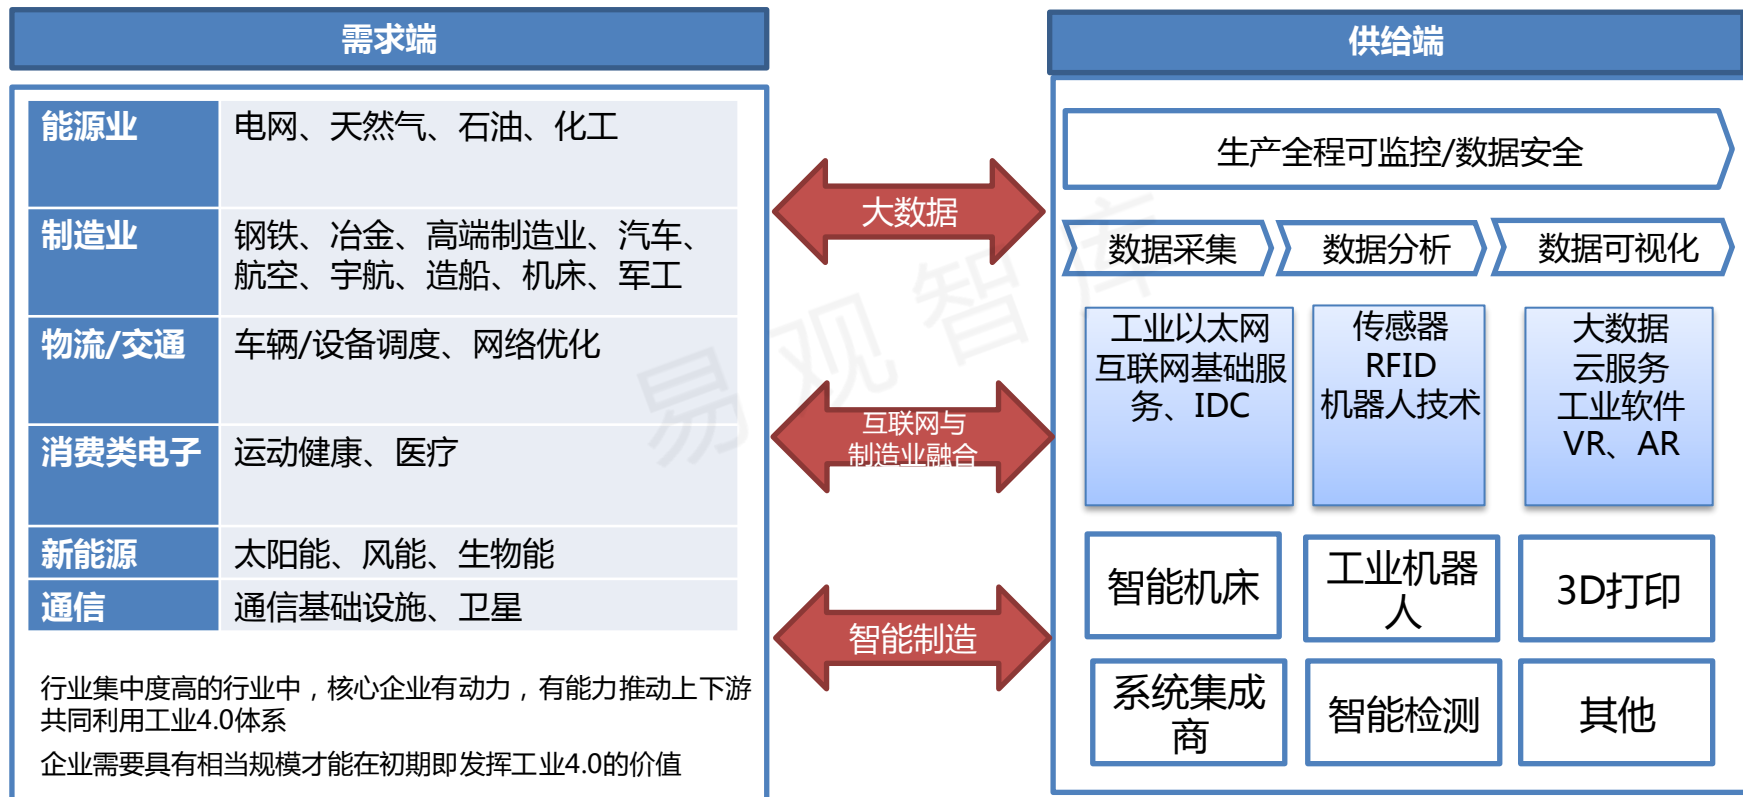 需求端
能源业
电网、天然气、石油、化工
制造业
钢铁、冶金、高端制造业、汽车、
航空、宇航、造船、机床、军工
物流/交通
车辆/设备调度、网络优化
消费类电子
运动健康、医疗
新能源
太阳能、风能、生物能
通信
通信基础设施、卫星
行业集中度高的行业中，核心企业有动力，有能力推动上下游
共同利用工业4.0体系
企业需要具有相当规模才能在初期即发挥工业4.0的价值
大数据
互联网与
制造业融合
智能制造
供给端
生产全程可监控/数据安全
数据采集
数据分析
数据可视化
工业以太网
互联网基础服
务、IDC
传感器
RFID
机器人技术
大数据
云服务
工业软件
VR、AR
智能机床
工业机器
人
3D打印
系统集成
商
智能检测
其他
易观智库